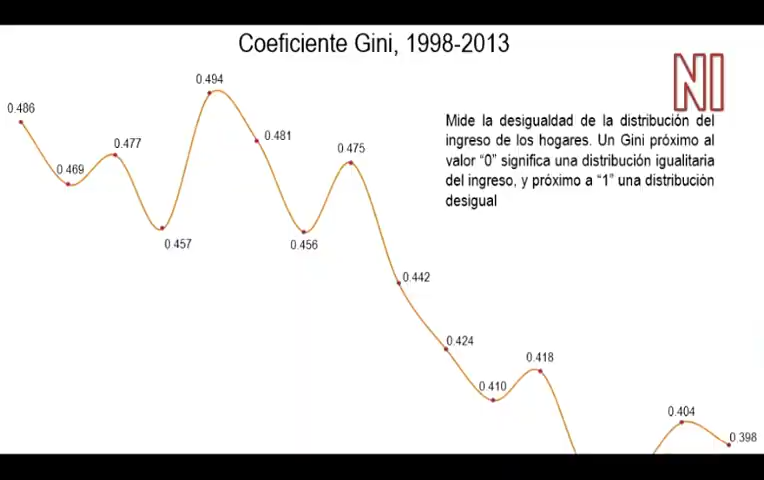 Coeficiente Gini, 1998-2013
NI
Mide la desigualdad de la distribución del
ingreso de los hogares. Un Gini próximo al
valor “0” significa una distribución igualitaria
del ingreso, y próximo a “1” una distribución
desigual
0.486
0.469
0.477
0.457
0.494
0.481
0.456
0.475
0.442
0.424
0.410
0.418
0.404
0.398